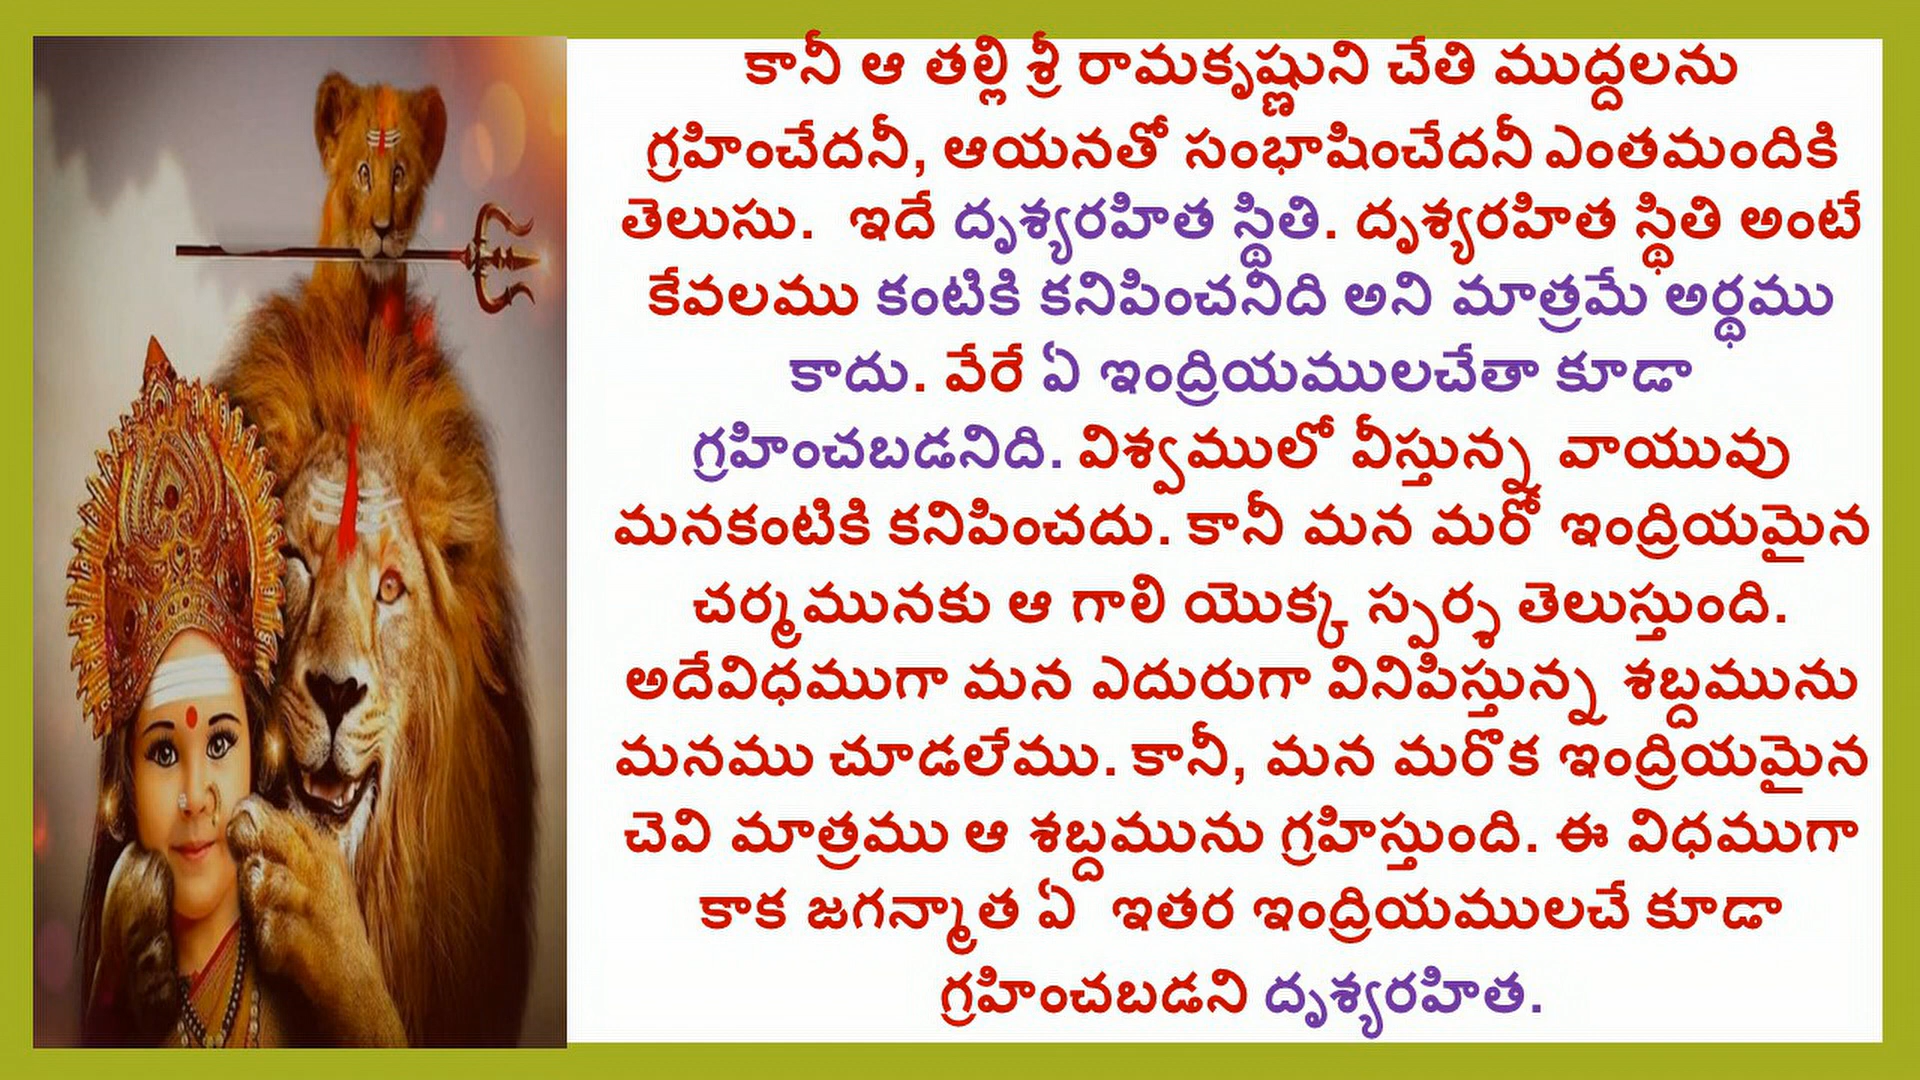 కానీ ఆ తల్లి శ్రీ రామకృష్ణుని చేతి ముద్దలను
గ్రహించేదనీ, ఆయనతో సంభాషించేదనీ ఎంతమందికి
తెలుసు. ఇదే దృశ్యరహిత స్థితి. దృశ్యరహిత స్థితి అంటే
కేవలము కంటికి కనిపించనిది అని మాత్రమే అర్థము
కాదు. వేరే ఏ ఇంద్రియములచేతా కూడా
గ్రహించబడనిది. విశ్వములో వీస్తున్న వాయువు
మనకంటికి కనిపించదు. కానీ మన మరో ఇంద్రియమైన
చర్మమునకు ఆ గాలి యొక్క స్పర్శ తెలుస్తుంది.
అదేవిధముగా మన ఎదురుగా వినిపిస్తున్న శబ్దమును
మనము చూడలేము. కానీ, మన మరొక ఇంద్రియమైన
చెవి మాత్రము ఆ శబ్దమును గ్రహిస్తుంది. ఈ విధముగా
కాక జగన్మాత ఏ ఇతర ఇంద్రియములచే కూడా
గ్రహించబడని దృశ్యరహిత.